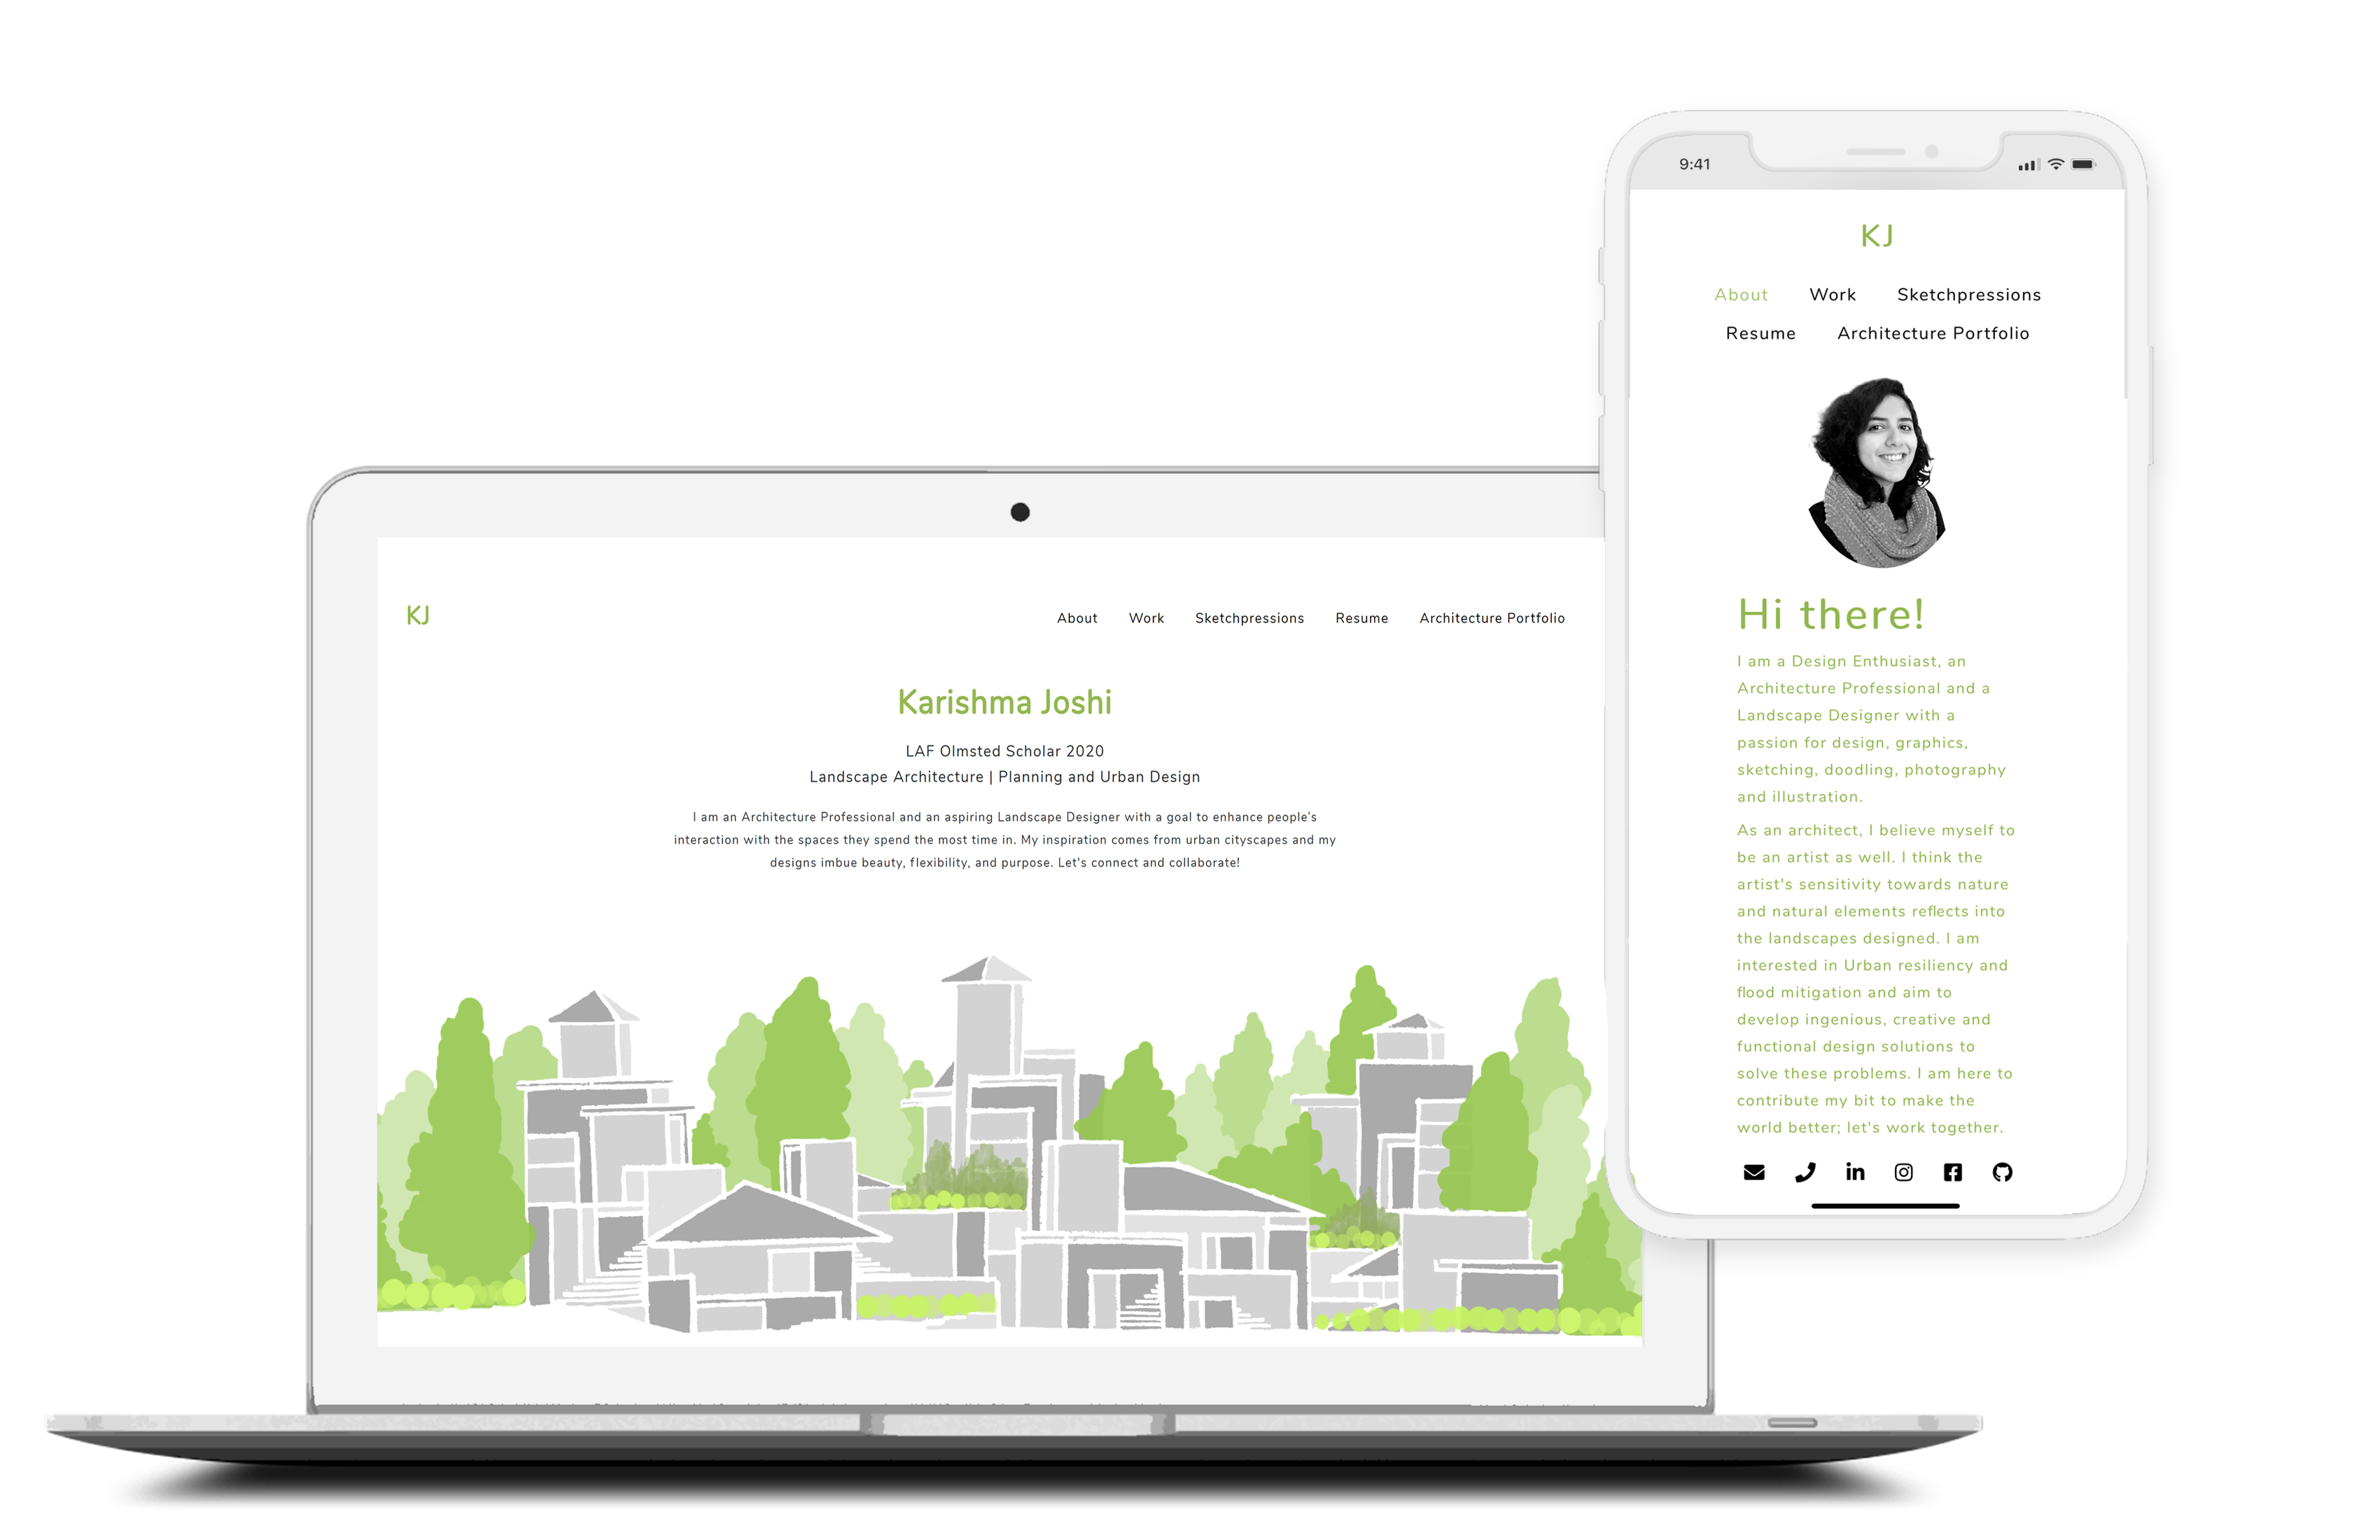 KJ
About Work Sketchpressions Resume Architecture Portfolio
Karishma Joshi
LAF Olmsted Scholar 2020
Landscape Architecture | Planning and Urban Design
I am an Architecture Professional and an aspiring Landscape Designer with a goal to enhance people's
interaction with the spaces they spend the most time in. My inspiration comes from urban cityscapes and my
designs imbue beauty, flexibility, and purpose. Let's connect and collaborate!
9:41
KJ
About Work Sketchpressions
Resume Architecture Portfolio
Hi there!
I am a Design Enthusiast, an
Architecture Professional and a
Landscape Designer with a
passion for design, graphics,
sketching, doodling, photography
and illustration.
As an architect, I believe myself to
be an artist as well. I think the
artist's sensitivity towards nature
and natural elements reflects into
the landscapes designed. I am
interested in Urban resiliency and
flood mitigation and aim to
develop ingenious, creative and
functional design solutions to
solve these problems. I am here to
contribute my bit to make the
world better; let's work together.